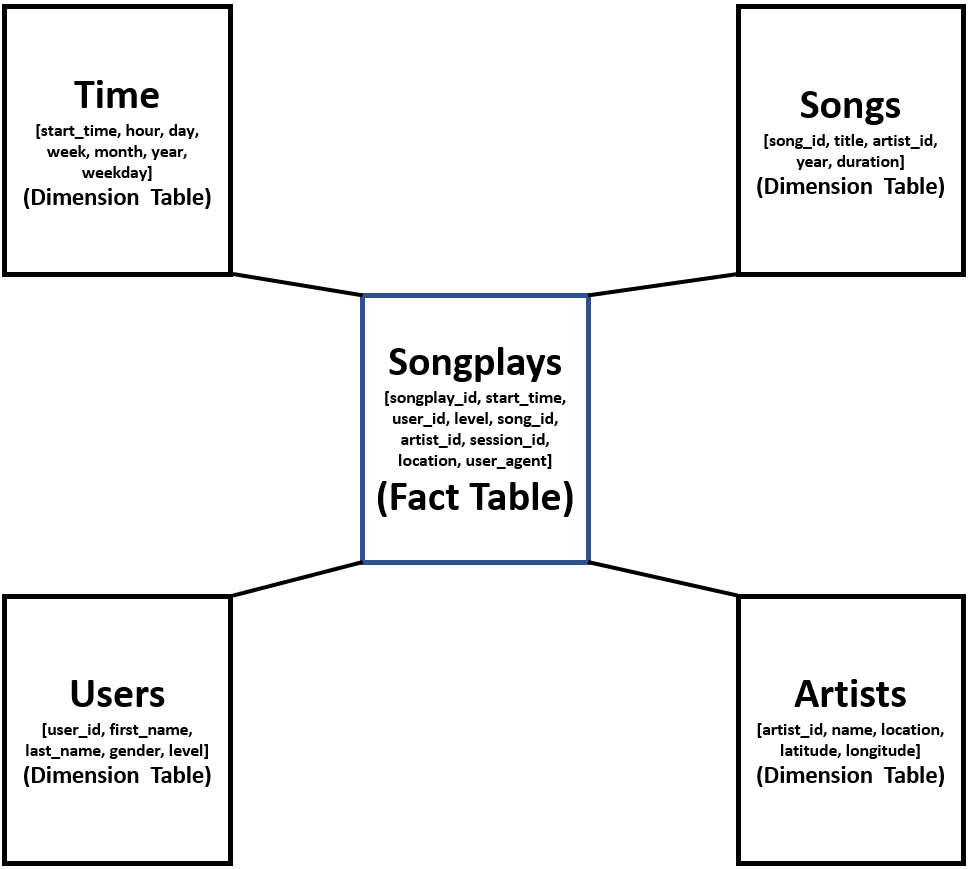 Time
[start_time, hour, day,
week, month, year,
weekday]
(Dimension Table)
Songs
[song_id, title, artist_id,
year, duration]
(Dimension Table)
Songplays
[songplay_id, start_time,
user_id, level, song_id,
artist_id, session_id,
location, user_agent]
(Fact Table)
Users
[user_id, first_name,
last_name, gender, level]
(Dimension Table)
Artists
[artist_id, name, location,
latitude, longitude]
(Dimension Table)